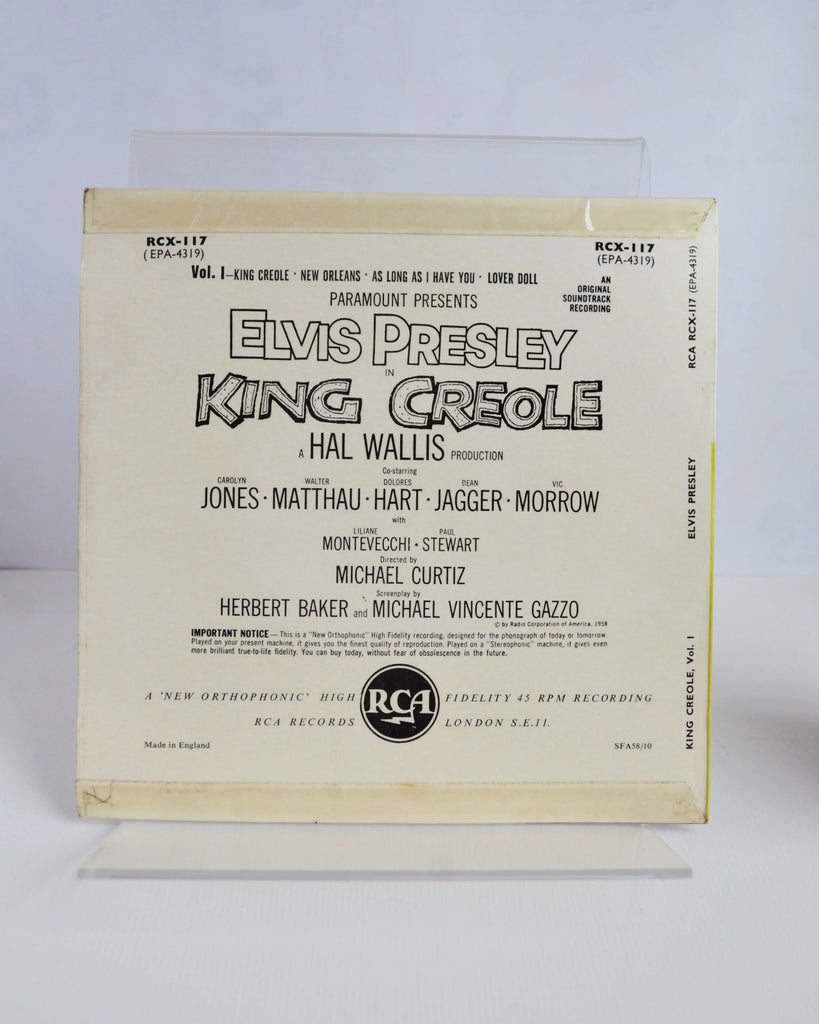 RCX-117
(EPA-4319)
RCX-117
(EPA-4319)
Vol. I—KING CREOLE · NEW ORLEANS · AS LONG AS I HAVE YOU · LOVER DOLL
AN
ORIGINAL
SOUNDTRACK
RECORDING
PARAMOUNT PRESENTS
ELVIS PRESLEY
IN
KING CREOLE
A HAL WALLIS PRODUCTION
Co-starring
CAROLYN WALTER DOLORES DEAN VIC
JONES · MATTHAU · HART · JAGGER · MORROW
with
LILIANE PAUL
MONTEVECCHI · STEWART
Directed by
MICHAEL CURTIZ
Screenplay by
HERBERT BAKER and MICHAEL VINCENTE GAZZO
© by Radio Corporation of America, 1958
IMPORTANT NOTICE — This is a "New Orthophonic" High Fidelity recording, designed for the phonograph of today or tomorrow.
Played on your present machine, it gives you the finest quality of reproduction. Played on a "Stereophonic" machine, it gives even
more brilliant true-to-life fidelity. You can buy today, without fear of obsolescence in the future.
A 'NEW ORTHOPHONIC' HIGH FIDELITY 45 RPM RECORDING
RCA
RCA RECORDS LONDON S.E.11.
Made in England
SFA58/10
KING CREOLE, Vol. I ELVIS PRESLEY RCA RCX-117 (EPA-4319)